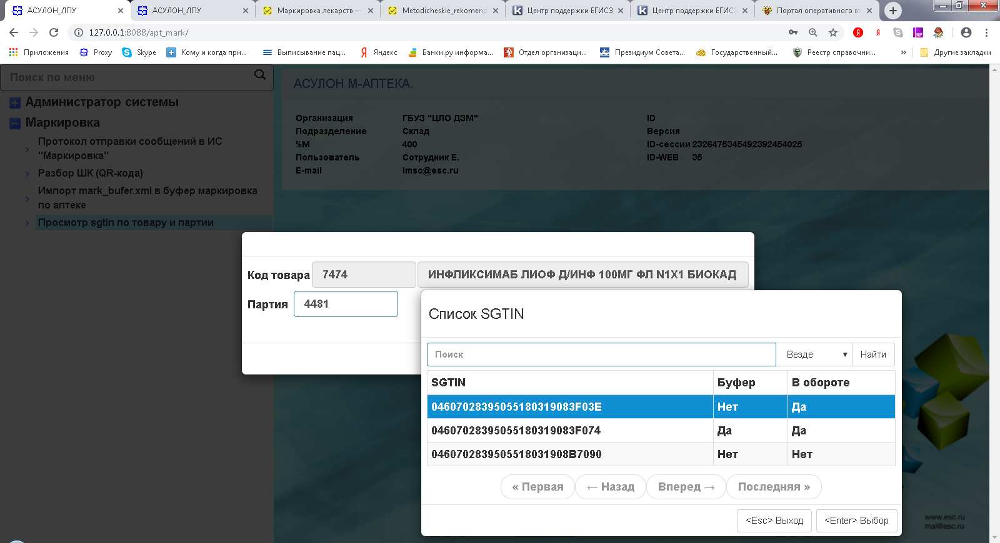 АСУЛОН_ЛПУ
АСУЛОН_ЛПУ
Маркировка лекарств —
Metodicheskie_rekomend
Центр поддержки ЕГИСЗ
Центр поддержки ЕГИСЗ
Портал оперативного вз
127.0.0.1:8088/apt_mark/
Приложения
Proxy
Skype
Кому и когда при...
Выписывание пац...
Яндекс
Банки.ру информа...
Отдел организаци...
Президиум Совета...
Государственный...
Реестр справочни...
»
Другие закладки
Поиск по меню
Администратор системы
Маркировка
Протокол отправки сообщений в ИС
"Маркировка"
Разбор ШК (QR-кода)
Импорт mark_bufer.xml в буфер маркировка
по аптеке
Просмотр sgtin по товару и партии
АСУЛОН М-АПТЕКА.
Организация ГБУЗ "ЦЛО ДЗМ" ID
Подразделение Склад Версия
%М 400 ID-сессии 2326475345492392454025
Пользователь Сотрудник Е. ID-WEB 35
E-mail lmsc@esc.ru
Код товара 7474 ИНФЛИКСИМАБ ЛИОФ Д/ИНФ 100МГ ФЛ N1X1 БИОКАД
Партия 4481
Список SGTIN
Поиск Везде Найти
SGTIN Буфер В обороте
04607028395055180319083F03E Нет Да
04607028395055180319083F074 Да Да
0460702839505518031908B7090 Нет Нет
« Первая ← Назад Вперед → Последняя »
<Esc> Выход <Enter> Выбор
www.esc.ru
mal@esc.ru